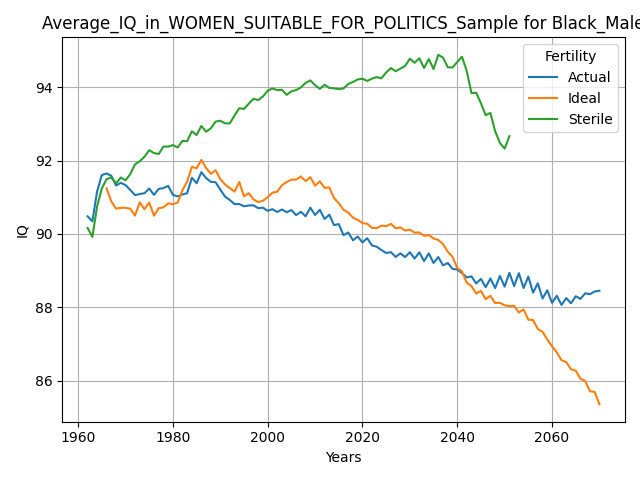 Average_IQ_in_WOMEN_SUITABLE_FOR_POLITICS_Sample for Black_Male
Fertility
Actual
Ideal
Sterile
IQ
94
92
90
88
86
1960 1980 2000 2020 2040 2060
Years